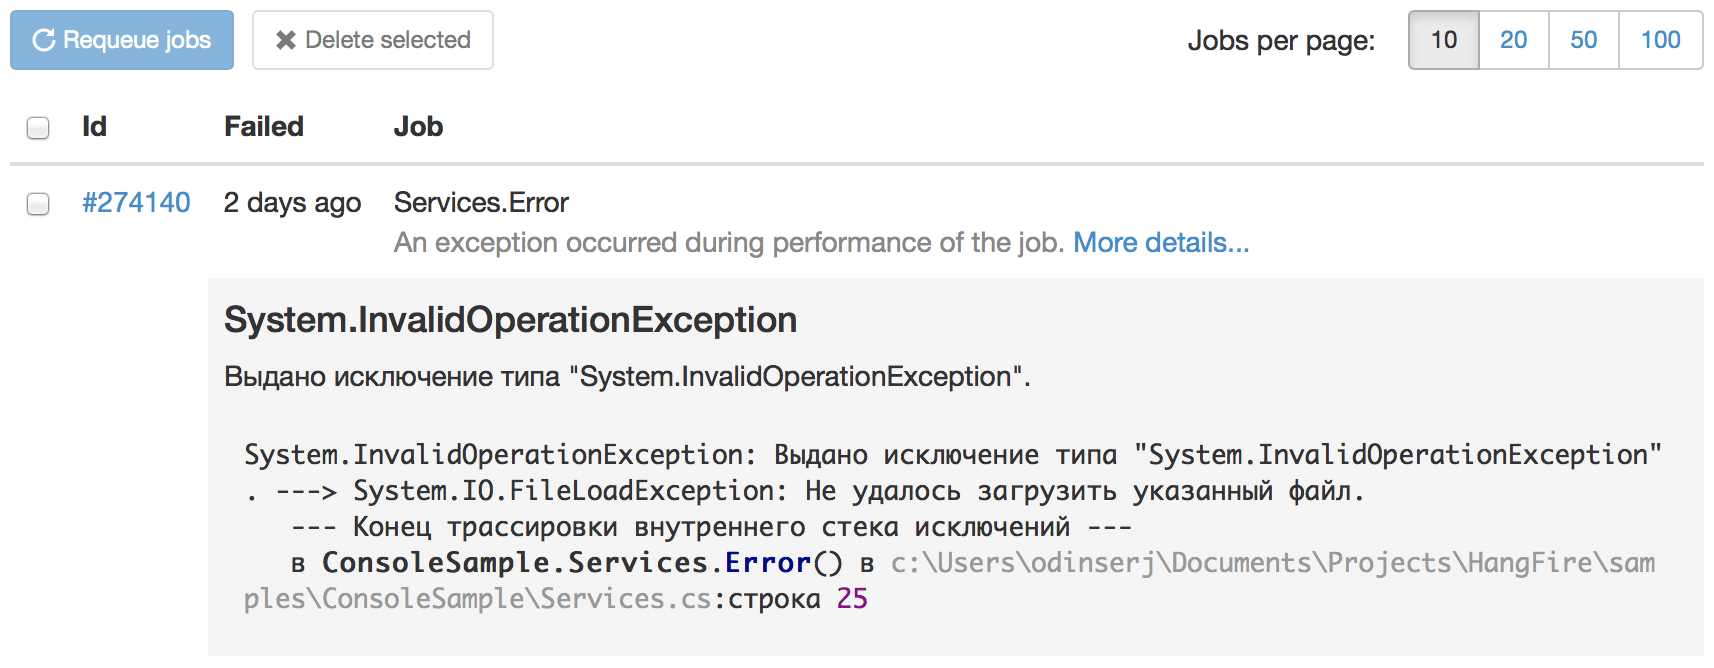 Requeue jobs Delete selected Jobs per page: 10 20 50 100
Id Failed Job
#274140 2 days ago Services.Error
An exception occurred during performance of the job. More details...
System.InvalidOperationException
Выдано исключение типа "System.InvalidOperationException".
System.InvalidOperationException: Выдано исключение типа "System.InvalidOperationException"
. ---> System.IO.FileLoadException: Не удалось загрузить указанный файл.
--- Конец трассировки внутреннего стека исключений ---
в ConsoleSample.Services.Error() в c:\Users\odinserj\Documents\Projects\HangFire\sam
ples\ConsoleSample\Services.cs:строка 25